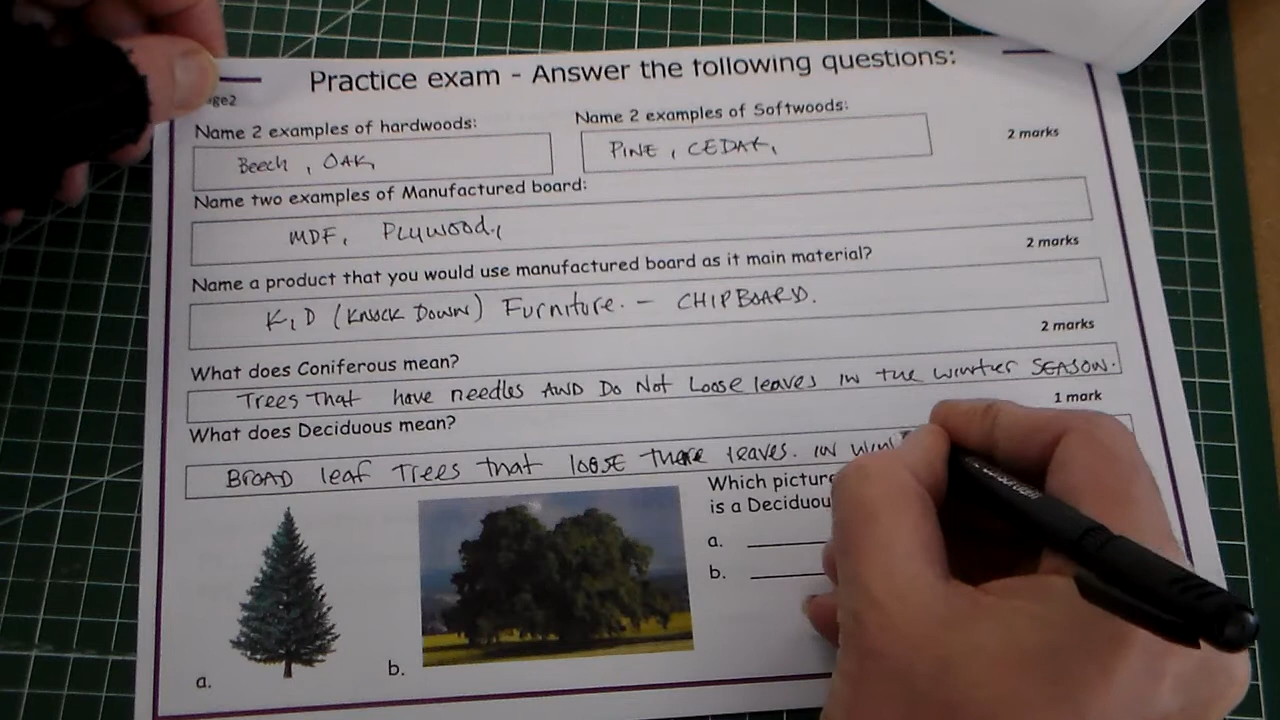 Practice exam - Answer the following questions:
ge2
Name 2 examples of hardwoods:
Name 2 examples of Softwoods:
Beech , OAK,
PINE , CEDAR,
2 marks
Name two examples of Manufactured board:
MDF, Plywood,
2 marks
Name a product that you would use manufactured board as it main material?
K,D (Knock Down) Furniture. - CHIPBOARD.
2 marks
What does Coniferous mean?
Trees That have needles AND Do Not Loose leaves in the winter SEASON.
1 mark
What does Deciduous mean?
BROAD leaf Trees that loose there leaves. in win
Which picture
is a Deciduou
a.
b.
a.
b.